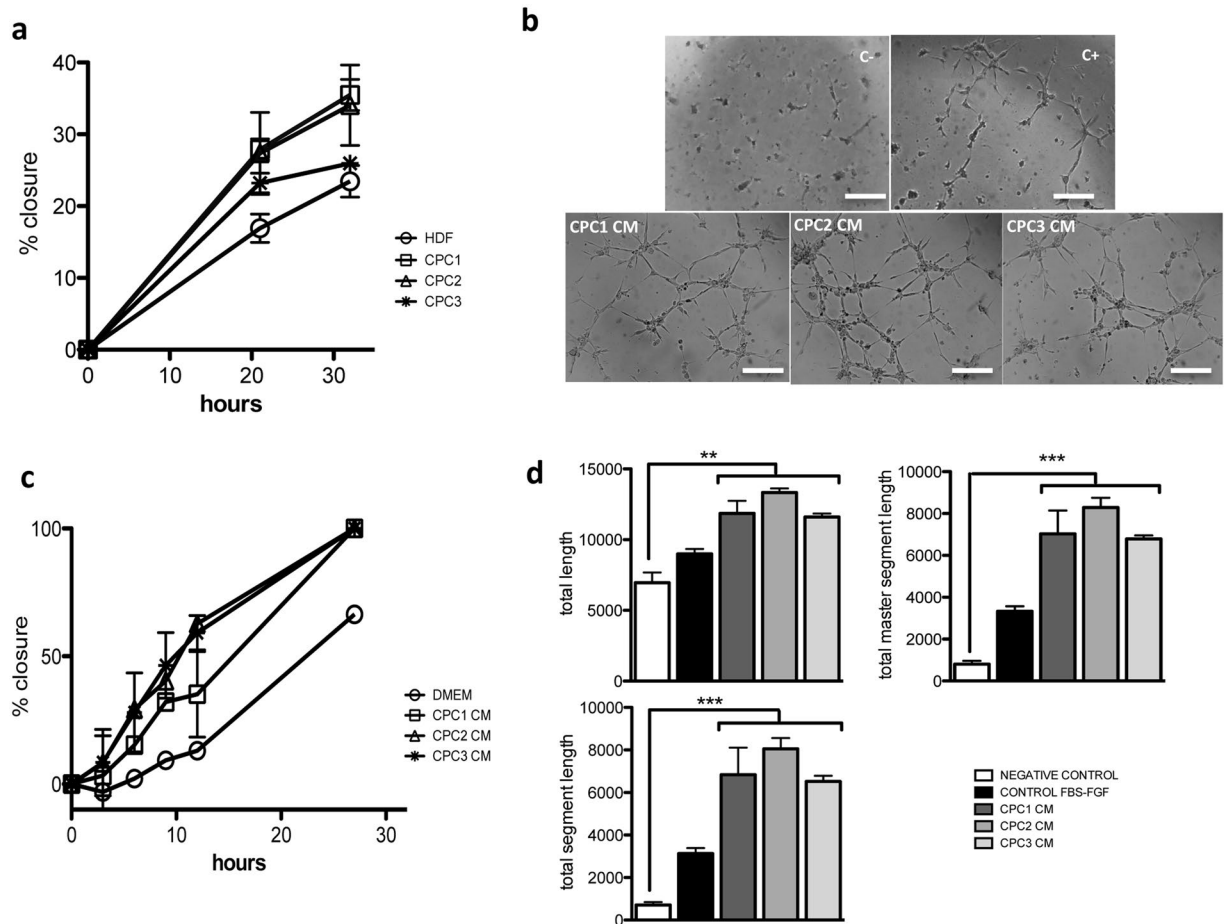 a
% closure
40
30
20
10
0
0
10
20
30
hours
HDF
CPC1
CPC2
CPC3
b
C-
C+
CPC1 CM
CPC2 CM
CPC3 CM
c
% closure
100
50
0
0
10
20
30
hours
DMEM
CPC1 CM
CPC2 CM
CPC3 CM
d
total length
15000
10000
5000
0
**
total master segment length
10000
8000
6000
4000
2000
0
***
total segment length
10000
8000
6000
4000
2000
0
***
NEGATIVE CONTROL
CONTROL FBS-FGF
CPC1 CM
CPC2 CM
CPC3 CM